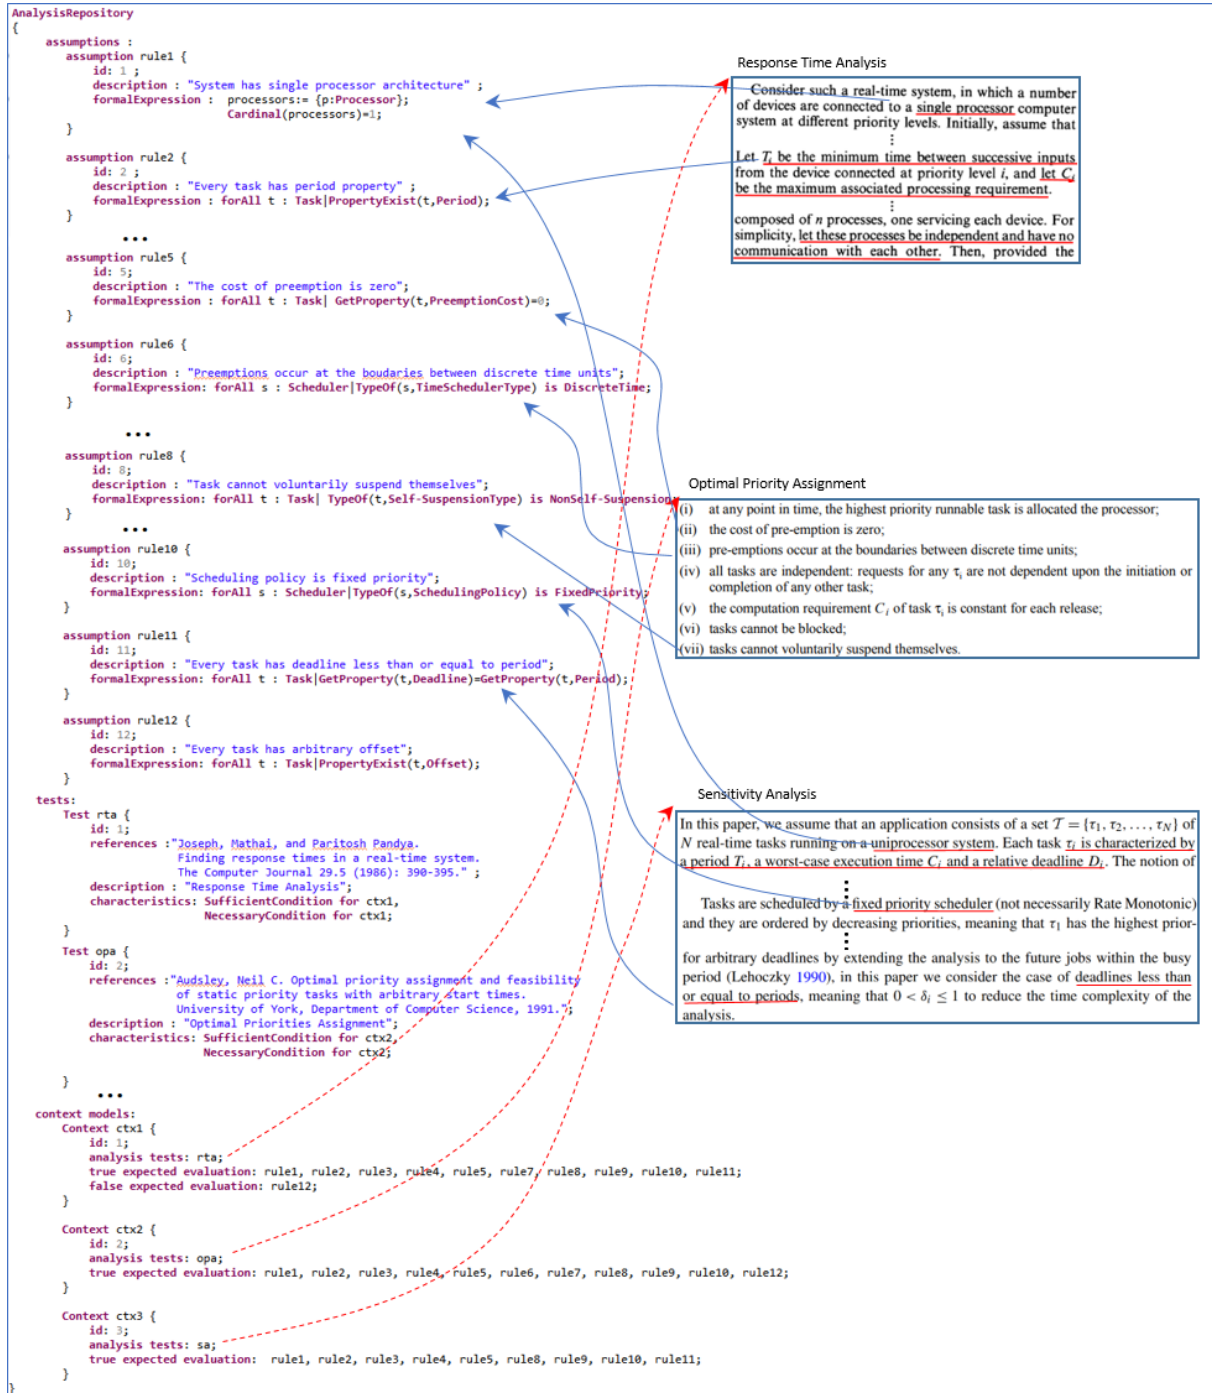 AnalysisRepository
{
assumptions :
assumption rule1 {
id: 1 ;
description : "System has single processor architecture" ;
formalExpression : processors:= {p:Processor};
Cardinal(processors)=1;
}
assumption rule2 {
id: 2 ;
description : "Every task has period property" ;
formalExpression : forAll t : Task|PropertyExist(t,Period);
}
...
assumption rule5 {
id: 5;
description : "The cost of preemption is zero";
formalExpression : forAll t : Task| GetProperty(t,PreemptionCost)=0;
}
assumption rule6 {
id: 6;
description : "Preemptions occur at the boudaries between discrete time units";
formalExpression: forAll s : Scheduler|TypeOf(s,TimeSchedulerType) is DiscreteTime;
}
...
assumption rule8 {
id: 8;
description : "Task cannot voluntarily suspend themselves";
formalExpression: forAll t : Task| TypeOf(t,Self-SuspensionType) is NonSelf-Suspension;
}
...
assumption rule10 {
id: 10;
description : "Scheduling policy is fixed priority";
formalExpression: forAll s : Scheduler|TypeOf(s,SchedulingPolicy) is FixedPriority;
}
assumption rule11 {
id: 11;
description : "Every task has deadline less than or equal to period";
formalExpression: forAll t : Task|GetProperty(t,Deadline)=GetProperty(t,Period);
}
assumption rule12 {
id: 12;
description : "Every task has arbitrary offset";
formalExpression: forAll t : Task|PropertyExist(t,Offset);
}
tests:
Test rta {
id: 1;
references :"Joseph, Mathai, and Paritosh Pandya.
Finding response times in a real-time system.
The Computer Journal 29.5 (1986): 390-395." ;
description : "Response Time Analysis";
characteristics: SufficientCondition for ctx1,
NecessaryCondition for ctx1;
}
Test opa {
id: 2;
references :"Audsley, Neil C. Optimal priority assignment and feasibility
of static priority tasks with arbitrary start times.
University of York, Department of Computer Science, 1991.";
description : "Optimal Priorities Assignment";
characteristics: SufficientCondition for ctx2,
NecessaryCondition for ctx2;
}
...
context models:
Context ctx1 {
id: 1;
analysis tests: rta;
true expected evaluation: rule1, rule2, rule3, rule4, rule5, rule7, rule8, rule9, rule10, rule11;
false expected evaluation: rule12;
}
Context ctx2 {
id: 2;
analysis tests: opa;
true expected evaluation: rule1, rule2, rule3, rule4, rule5, rule6, rule7, rule8, rule9, rule10, rule12;
}
Context ctx3 {
id: 3;
analysis tests: sa;
true expected evaluation: rule1, rule2, rule3, rule4, rule5, rule8, rule9, rule10, rule11;
}
}
Response Time Analysis
Consider such a real-time system, in which a number
of devices are connected to a single processor computer
system at different priority levels. Initially, assume that
⋮
Let Tᵢ be the minimum time between successive inputs
from the device connected at priority level i, and let Cᵢ
be the maximum associated processing requirement.
⋮
composed of n processes, one servicing each device. For
simplicity, let these processes be independent and have no
communication with each other. Then, provided the
Optimal Priority Assignment
(i) at any point in time, the highest priority runnable task is allocated the processor;
(ii) the cost of pre-emption is zero;
(iii) pre-emptions occur at the boundaries between discrete time units;
(iv) all tasks are independent: requests for any τᵢ are not dependent upon the initiation or
completion of any other task;
(v) the computation requirement Cᵢ of task τᵢ is constant for each release;
(vi) tasks cannot be blocked;
(vii) tasks cannot voluntarily suspend themselves.
Sensitivity Analysis
In this paper, we assume that an application consists of a set 𝒯 = {τ₁, τ₂, . . . , τN} of
N real-time tasks running on a uniprocessor system. Each task τᵢ is characterized by
a period Tᵢ, a worst-case execution time Cᵢ and a relative deadline Dᵢ. The notion of
⋮
Tasks are scheduled by a fixed priority scheduler (not necessarily Rate Monotonic)
and they are ordered by decreasing priorities, meaning that τ₁ has the highest prior-
⋮
for arbitrary deadlines by extending the analysis to the future jobs within the busy
period (Lehoczky 1990), in this paper we consider the case of deadlines less than
or equal to periods, meaning that 0 < δᵢ ≤ 1 to reduce the time complexity of the
analysis.